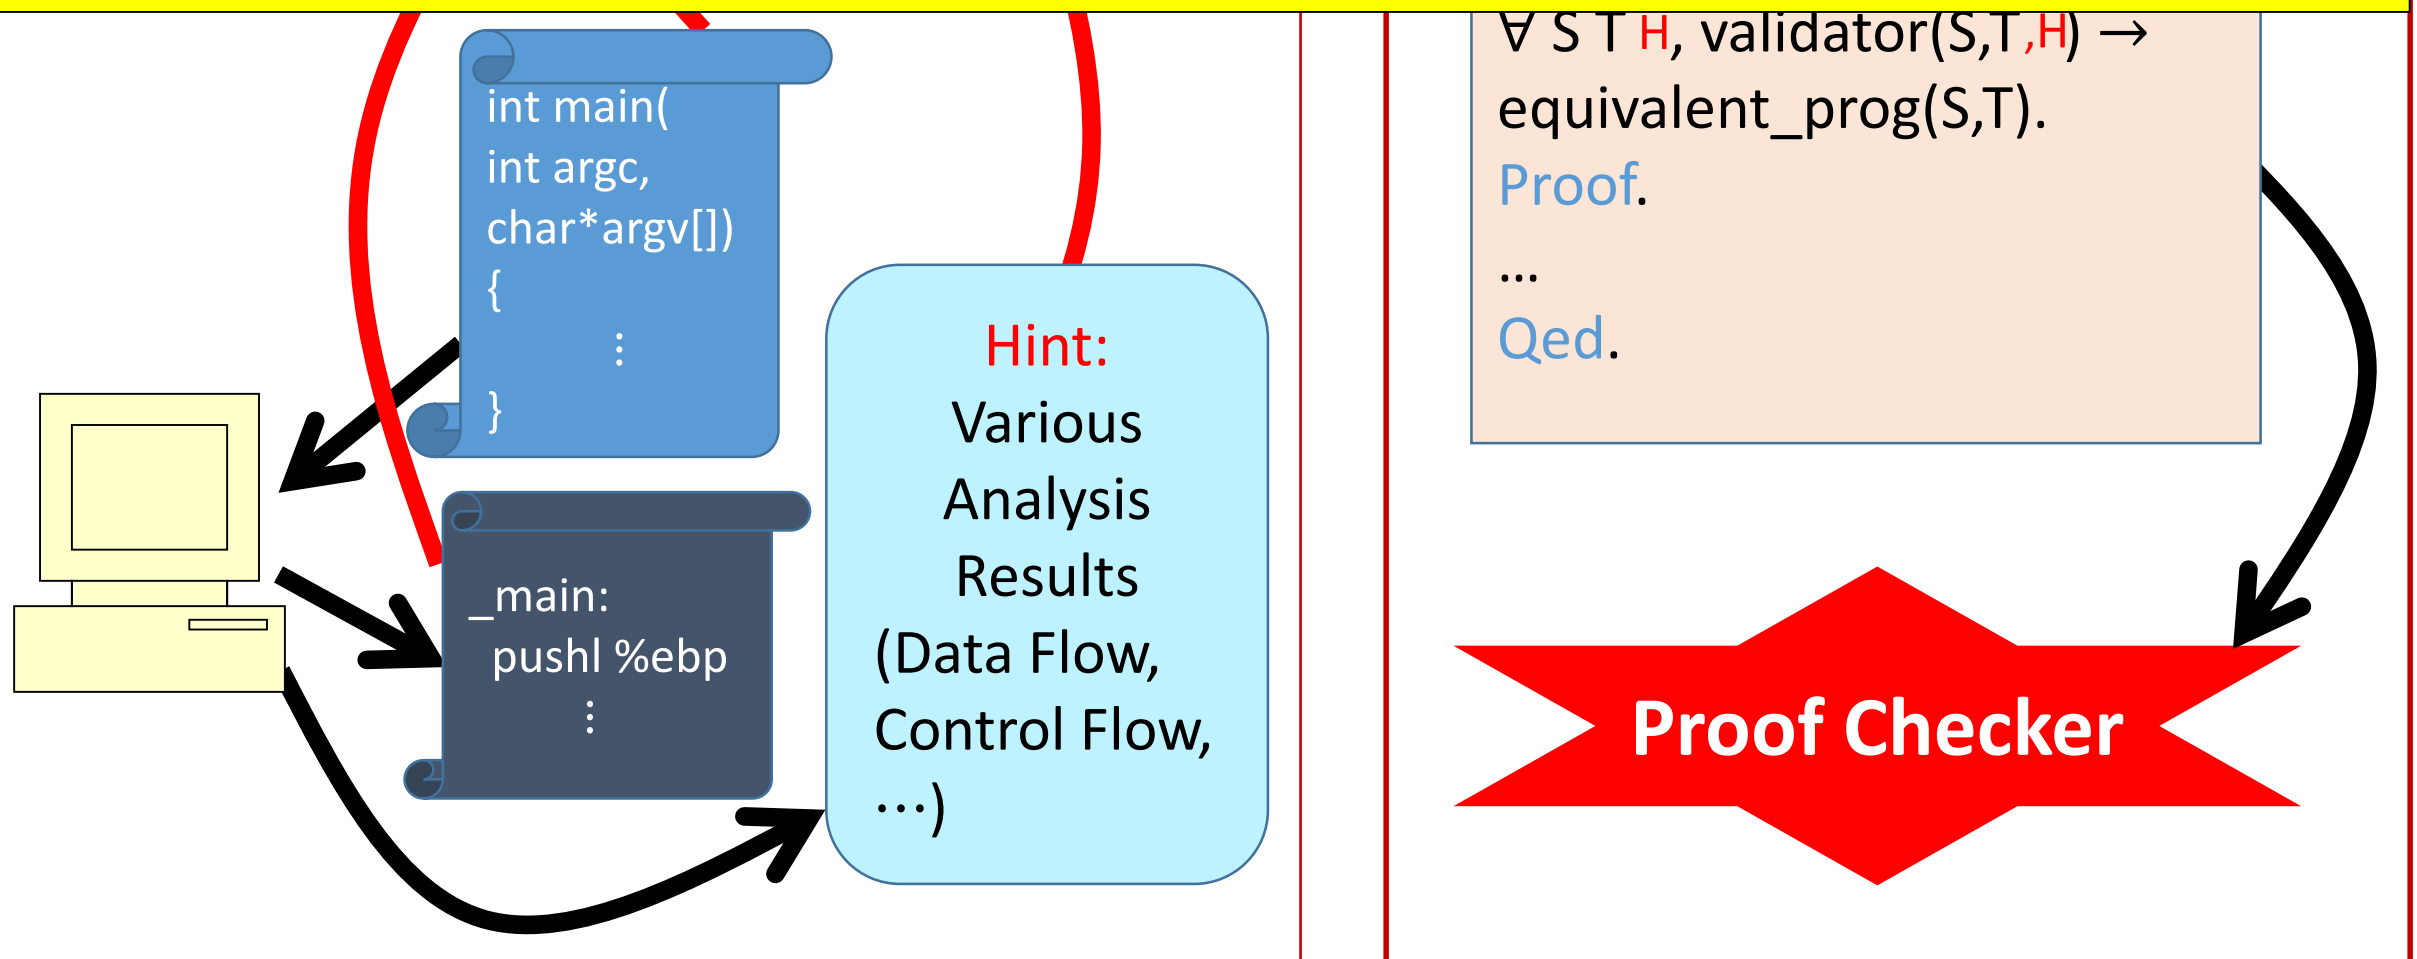 int main(
int argc,
char*argv[])
{
⋮
}
_main:
pushl %ebp
⋮
Hint:
Various
Analysis
Results
(Data Flow,
Control Flow,
…)
∀ S T H, validator(S,T,H) →
equivalent_prog(S,T).
Proof.
…
Qed.
Proof Checker